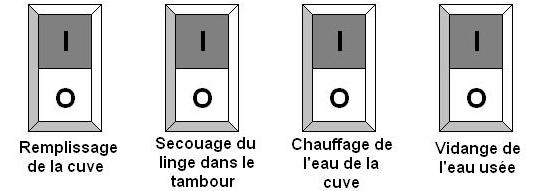 I I I I
O O O O
Remplissage
de la cuve
Secouage du
linge dans le
tambour
Chauffage de
l'eau de la
cuve
Vidange de
l'eau usée